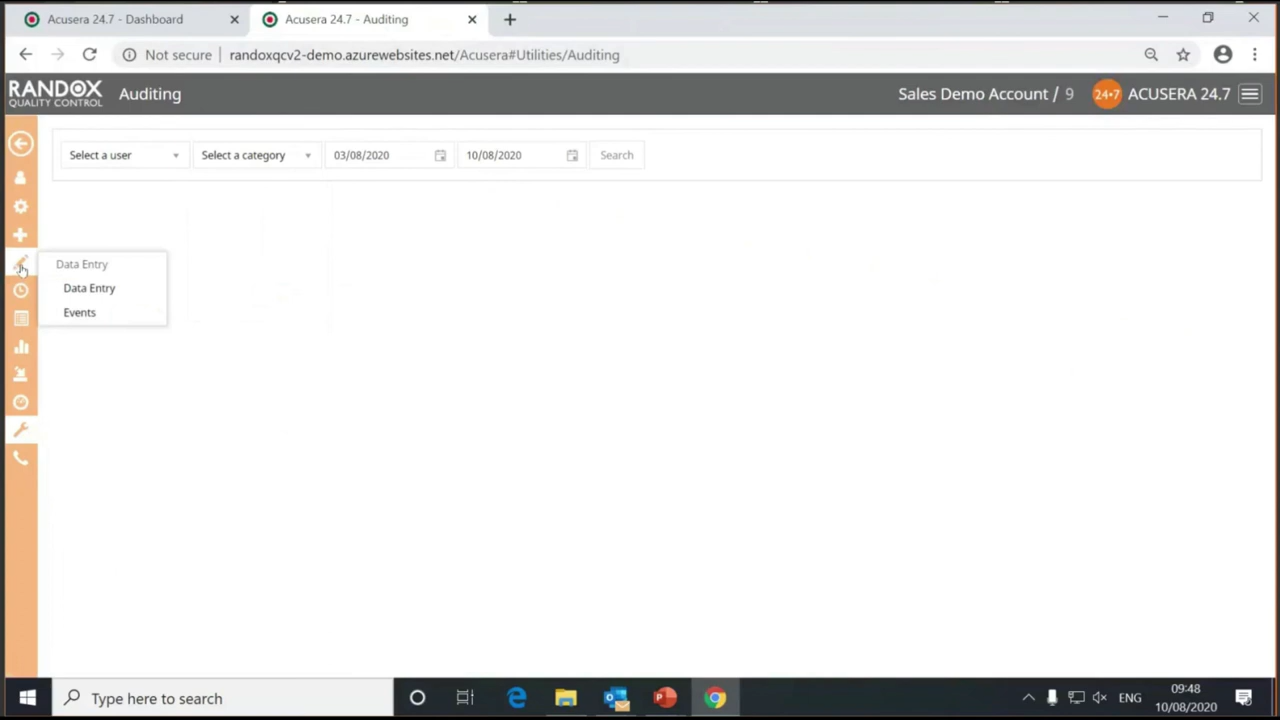 Acusera 24.7 - Dashboard
Acusera 24.7 - Auditing
Not secure
randoxqcv2-demo.azurewebsites.net/Acusera#Utilities/Auditing
RANDOX
QUALITY CONTROL
Auditing
Sales Demo Account / 9
24•7
ACUSERA 24.7
Select a user
Select a category
03/08/2020
10/08/2020
Search
Data Entry
Data Entry
Events
Type here to search
ENG
09:48
10/08/2020